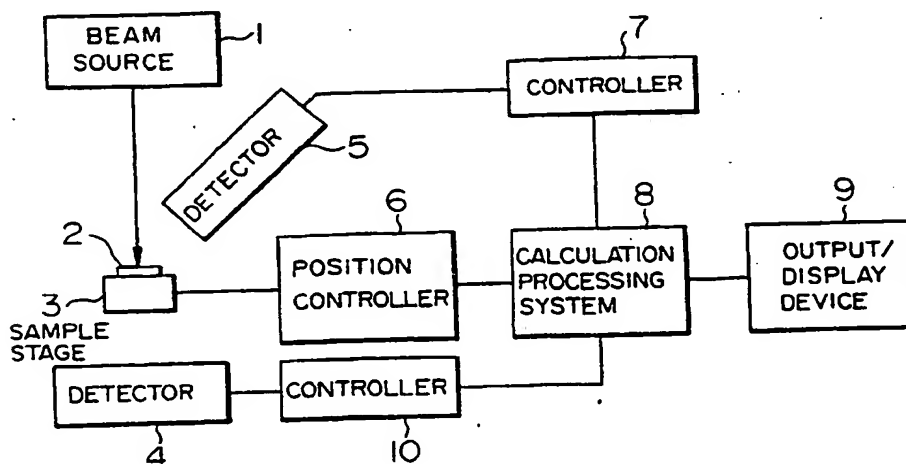 BEAM
SOURCE
1
7
CONTROLLER
DETECTOR
5
2
3
SAMPLE
STAGE
6
POSITION
CONTROLLER
8
CALCULATION
PROCESSING
SYSTEM
9
OUTPUT/
DISPLAY
DEVICE
DETECTOR
4
CONTROLLER
10